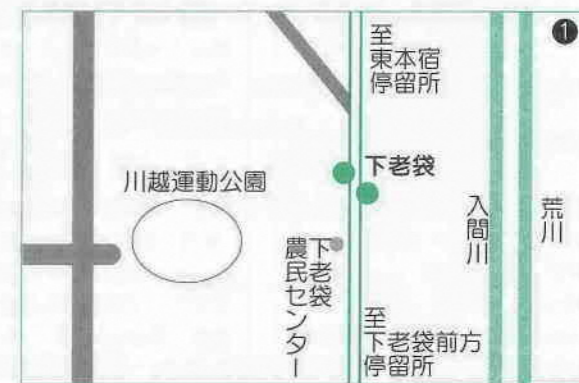 ❶
至
東本宿
停留所
下老袋
川越運動公園
入間川
荒川
下老袋
農民センター
至
下老袋前方
停留所